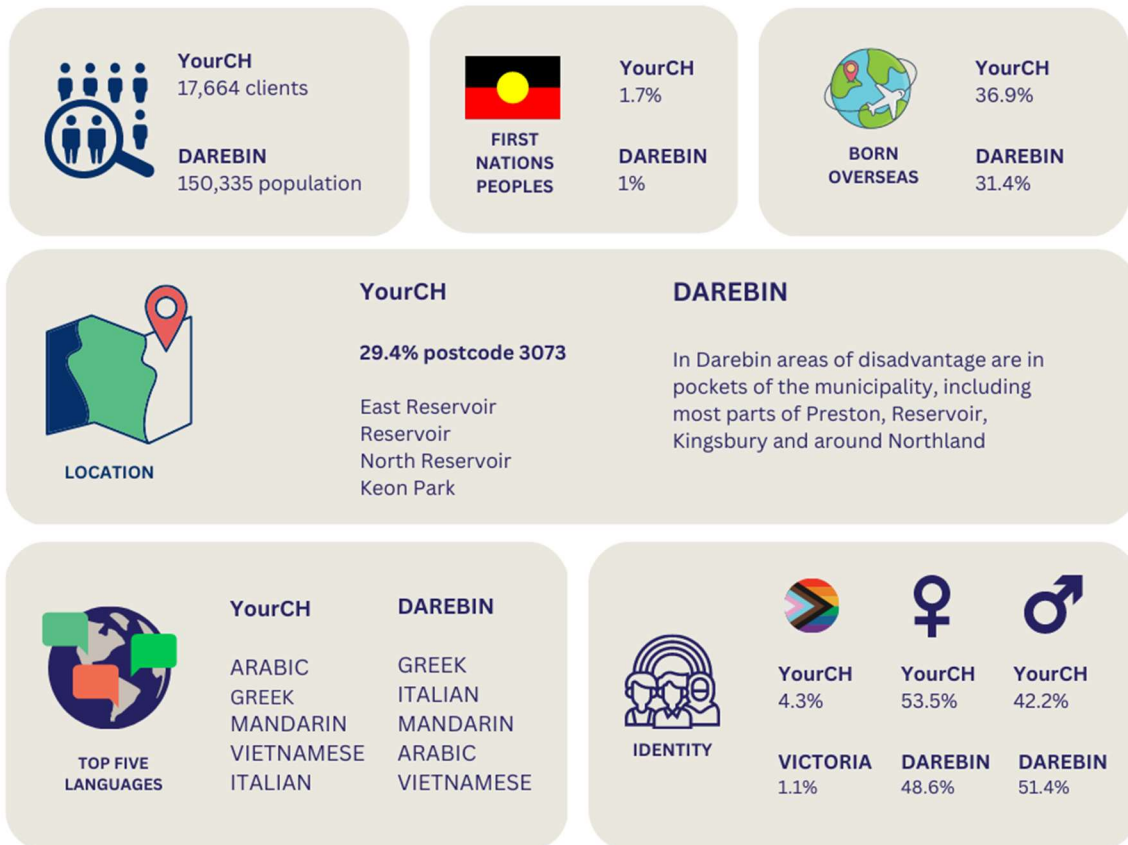 YourCH
17,664 clients
DAREBIN
150,335 population
FIRST
NATIONS
PEOPLES
YourCH
1.7%
DAREBIN
1%
BORN
OVERSEAS
YourCH
36.9%
DAREBIN
31.4%
LOCATION
YourCH
29.4% postcode 3073
East Reservoir
Reservoir
North Reservoir
Keon Park
DAREBIN
In Darebin areas of disadvantage are in
pockets of the municipality, including
most parts of Preston, Reservoir,
Kingsbury and around Northland
TOP FIVE
LANGUAGES
YourCH
ARABIC
GREEK
MANDARIN
VIETNAMESE
ITALIAN
DAREBIN
GREEK
ITALIAN
MANDARIN
ARABIC
VIETNAMESE
IDENTITY
YourCH
4.3%
VICTORIA
1.1%
YourCH
53.5%
DAREBIN
48.6%
YourCH
42.2%
DAREBIN
51.4%